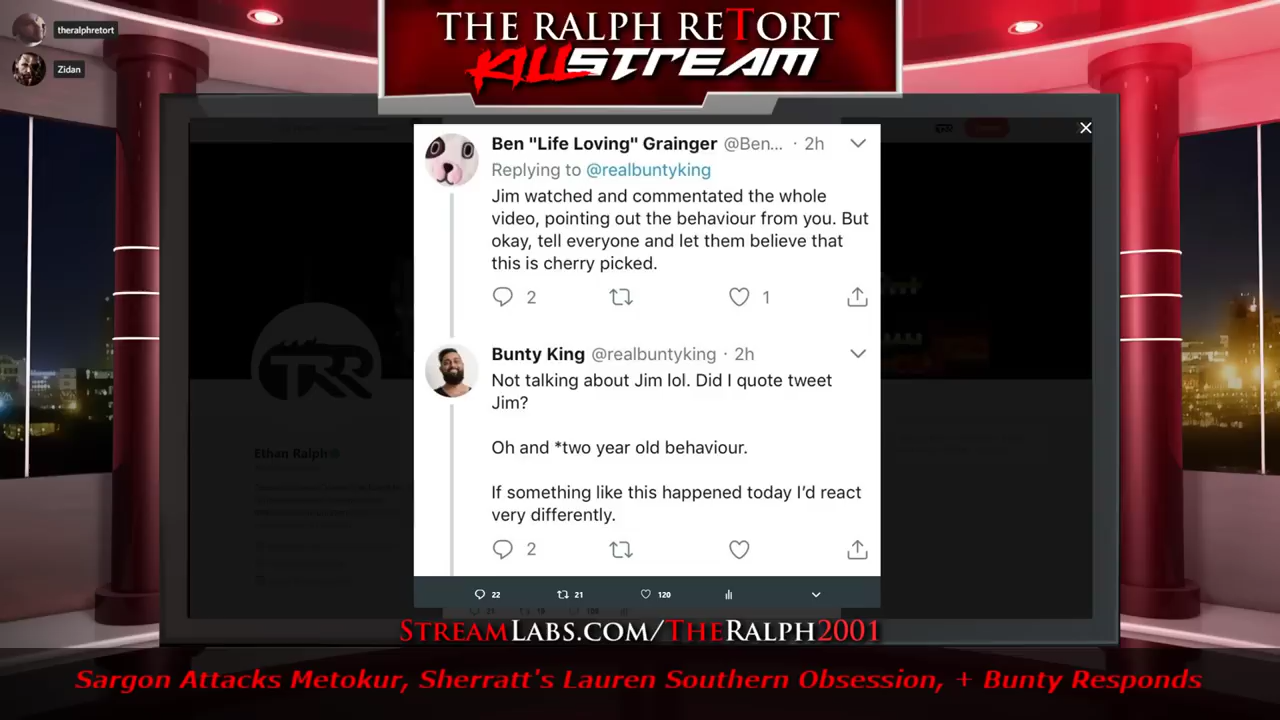 theralphretort
Zidan
THE RALPH RETORT
KILLSTREAM
Ben "Life Loving" Grainger @Ben... · 2h
Replying to @realbuntyking
Jim watched and commentated the whole
video, pointing out the behaviour from you. But
okay, tell everyone and let them believe that
this is cherry picked.
2
1
Bunty King @realbuntyking · 2h
Not talking about Jim lol. Did I quote tweet
Jim?
Oh and *two year old behaviour.
If something like this happened today I'd react
very differently.
2
22 21 120
TRR
Ethan Ralph
STREAMLABS.COM/THERALPH2001
Sargon Attacks Metokur, Sherratt's Lauren Southern Obsession, + Bunty Responds